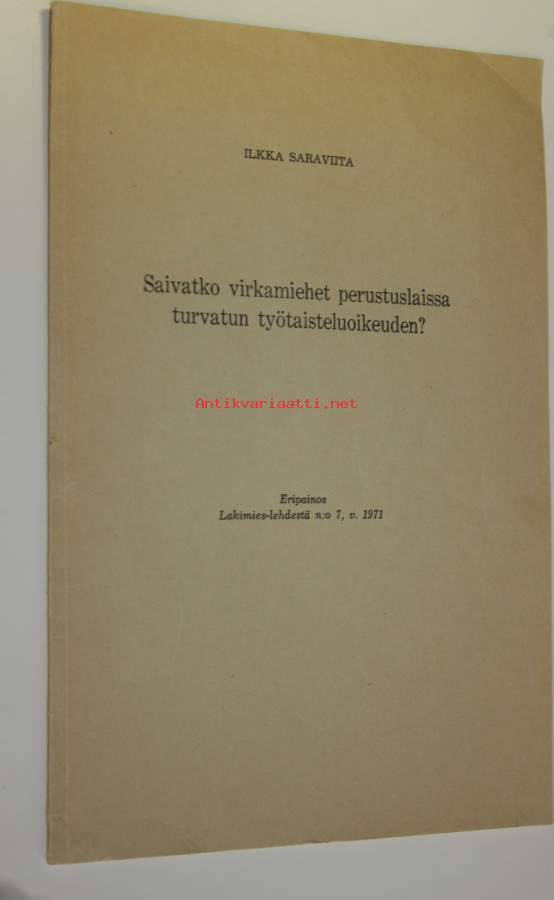 ILKKA SARAVIITA
Saivatko virkamiehet perustuslaissa
turvatun työtaisteluoikeuden?
Antikvariaatti.net
Eripainos
Lakimies-lehdestä n:o 7, v. 1971